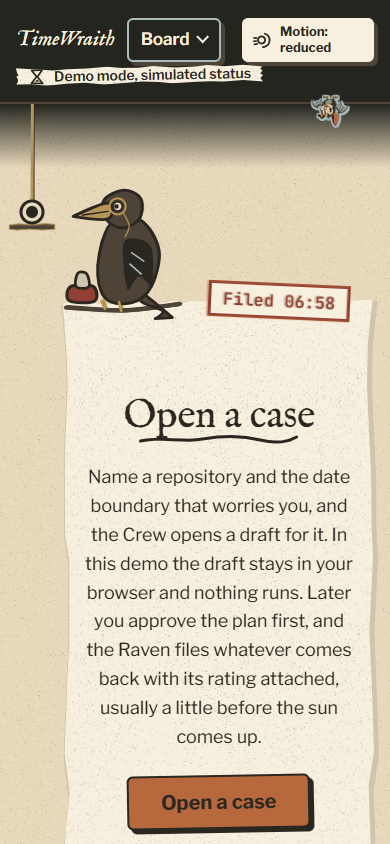 TimeWraith
Board
Motion:
reduced
Demo mode, simulated status
Filed 06:58
Open a case
Name a repository and the date
boundary that worries you, and
the Crew opens a draft for it. In
this demo the draft stays in your
browser and nothing runs. Later
you approve the plan first, and
the Raven files whatever comes
back with its rating attached,
usually a little before the sun
comes up.
Open a case